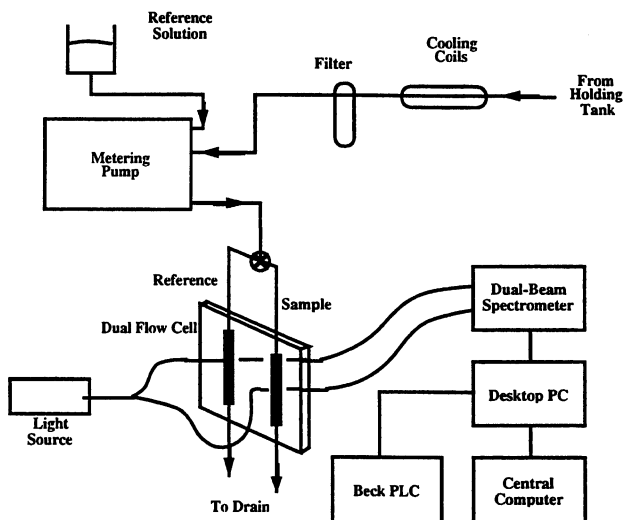 Reference
Solution
Cooling
Coils
Filter
From
Holding
Tank
Metering
Pump
Reference
Sample
Dual-Beam
Spectrometer
Dual Flow Cell
Desktop PC
Light
Source
Beck PLC
Central
Computer
To Drain